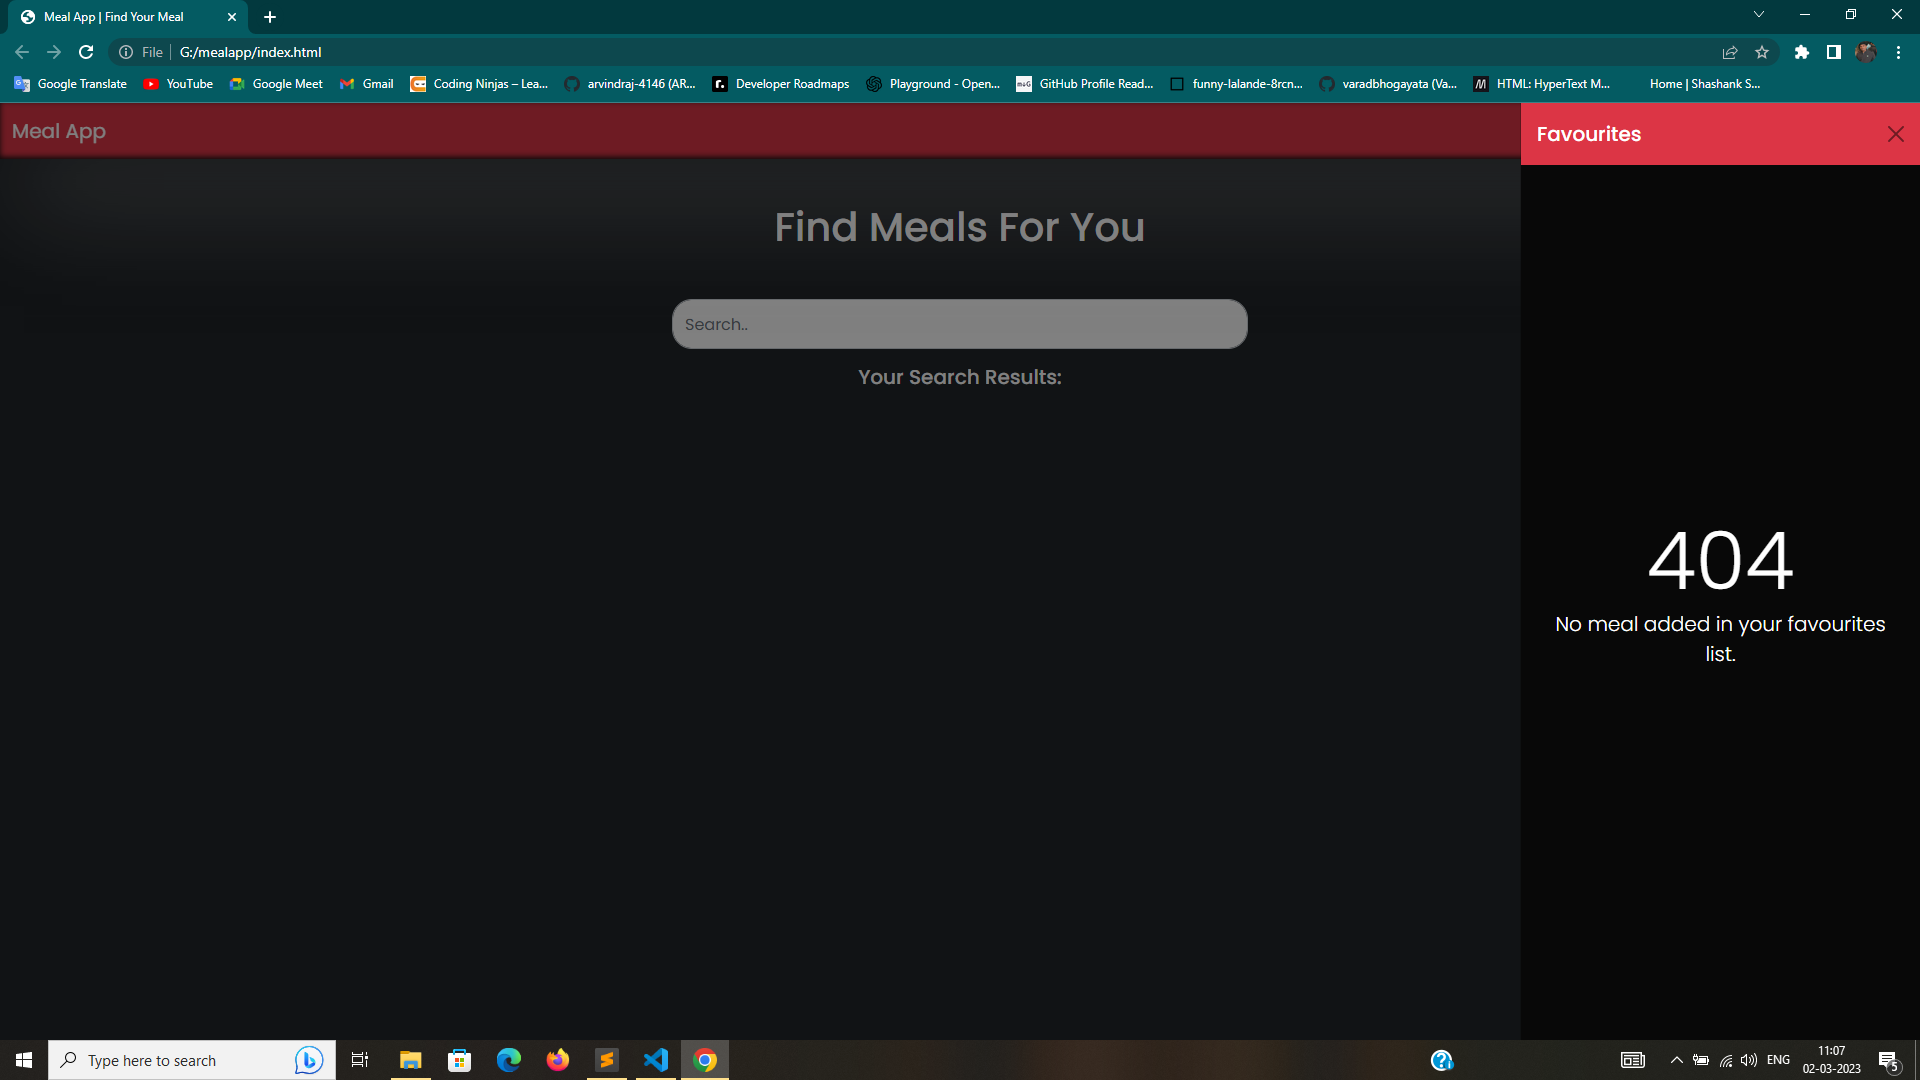 Meal App | Find Your Meal
File
G:/mealapp/index.html
Google Translate
YouTube
Google Meet
Gmail
Coding Ninjas – Lea...
arvindraj-4146 (AR...
Developer Roadmaps
Playground - Open...
GitHub Profile Read...
funny-lalande-8rcn...
varadbhogayata (Va...
HTML: HyperText M...
Home | Shashank S...
Meal App
Favourites
Find Meals For You
Search..
Your Search Results:
404
No meal added in your favourites
list.
Type here to search
ENG
11:07
02-03-2023
5